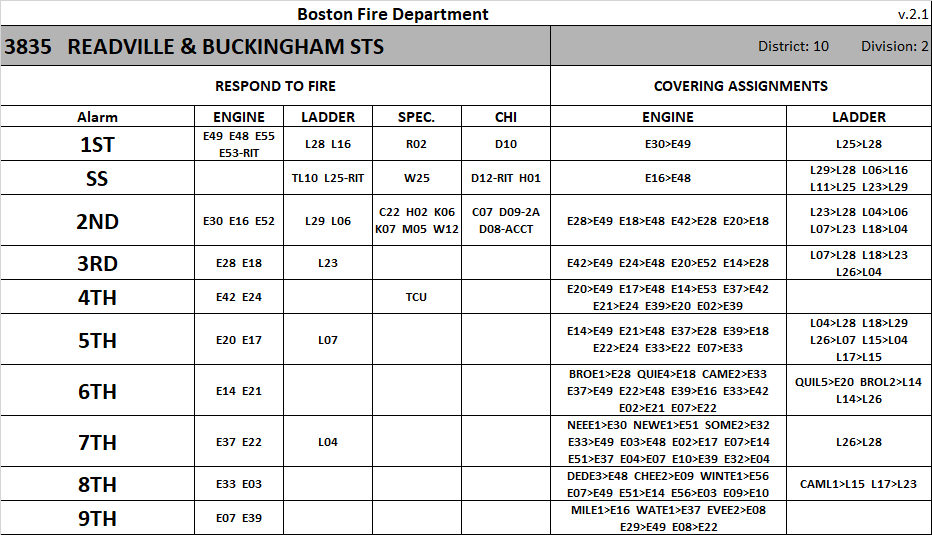 Boston Fire Department v.2.1
3835 READVILLE & BUCKINGHAM STS District: 10 Division: 2
RESPOND TO FIRE COVERING ASSIGNMENTS
Alarm ENGINE LADDER SPEC. CHI ENGINE LADDER
1ST
E49 E48 E55
E53-RIT
L28 L16
R02
D10
E30>E49
L25>L28
SS
TL10 L25-RIT
W25
D12-RIT H01
E16>E48
L29>L28 L06>L16
L11>L25 L23>L29
2ND
E30 E16 E52
L29 L06
C22 H02 K06
K07 M05 W12
C07 D09-2A
D08-ACCT
E28>E49 E18>E48 E42>E28 E20>E18
L23>L28 L04>L06
L07>L23 L18>L04
3RD
E28 E18
L23
E42>E49 E24>E48 E20>E52 E14>E28
L07>L28 L18>L23
L26>L04
4TH
E42 E24
TCU
E20>E49 E17>E48 E14>E53 E37>E42
E21>E24 E39>E20 E02>E39
5TH
E20 E17
L07
E14>E49 E21>E48 E37>E28 E39>E18
E22>E24 E33>E22 E07>E33
L04>L28 L18>L29
L26>L07 L15>L04
L17>L15
6TH
E14 E21
BROE1>E28 QUIE4>E18 CAME2>E33
E37>E49 E22>E48 E39>E16 E33>E42
E02>E21 E07>E22
QUIL5>E20 BROL2>L14
L14>L26
7TH
E37 E22
L04
NEEE1>E30 NEWE1>E51 SOME2>E32
E33>E49 E03>E48 E02>E17 E07>E14
E51>E37 E04>E07 E10>E39 E32>E04
L26>L28
8TH
E33 E03
DEDE3>E48 CHEE2>E09 WINTE1>E56
E07>E49 E51>E14 E56>E03 E09>E10
CAML1>L15 L17>L23
9TH
E07 E39
MILE1>E16 WATE1>E37 EVEE2>E08
E29>E49 E08>E22